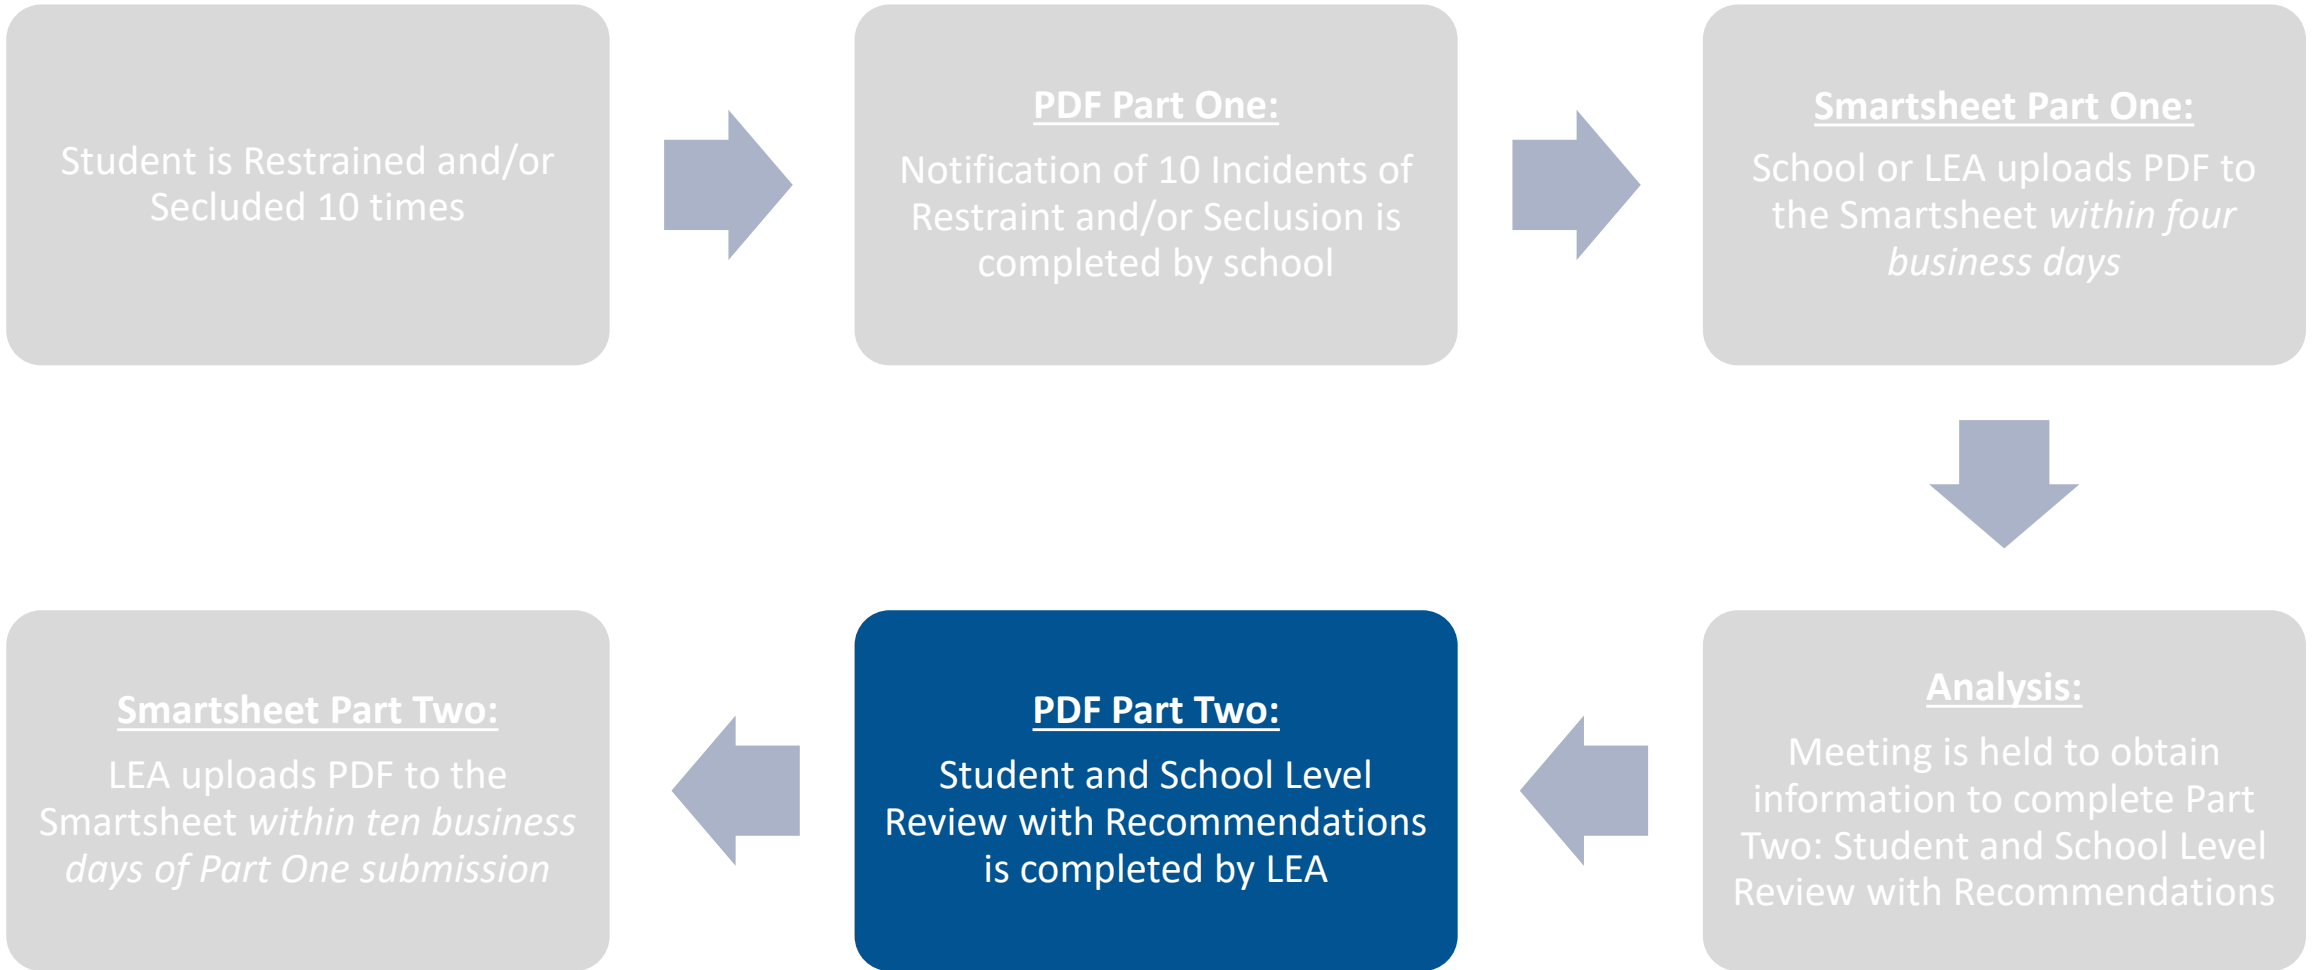 Student is Restrained and/or
Secluded 10 times
PDF Part One:
Notification of 10 Incidents of
Restraint and/or Seclusion is
completed by school
Smartsheet Part One:
School or LEA uploads PDF to
the Smartsheet within four
business days
Analysis:
Meeting is held to obtain
information to complete Part
Two: Student and School Level
Review with Recommendations
PDF Part Two:
Student and School Level
Review with Recommendations
is completed by LEA
Smartsheet Part Two:
LEA uploads PDF to the
Smartsheet within ten business
days of Part One submission